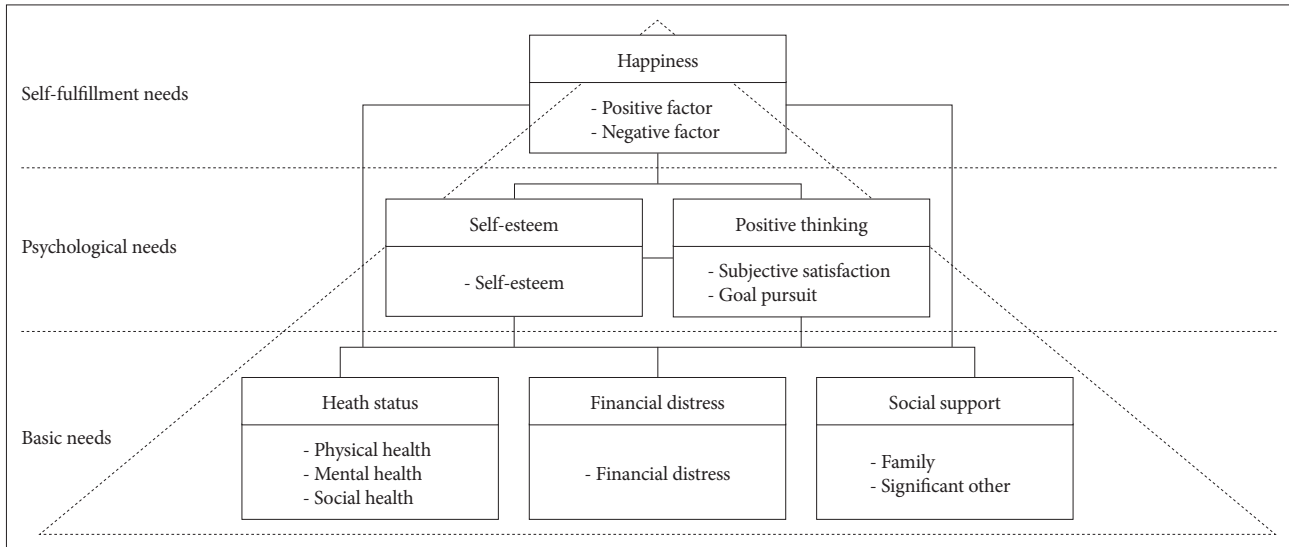 Happiness
Self-fulfillment needs
- Positive factor
- Negative factor
Self-esteem
Positive thinking
Psychological needs
- Self-esteem
- Subjective satisfaction
- Goal pursuit
Heath status
Financial distress
Social support
Basic needs
- Physical health
- Mental health
- Social health
- Financial distress
- Family
- Significant other